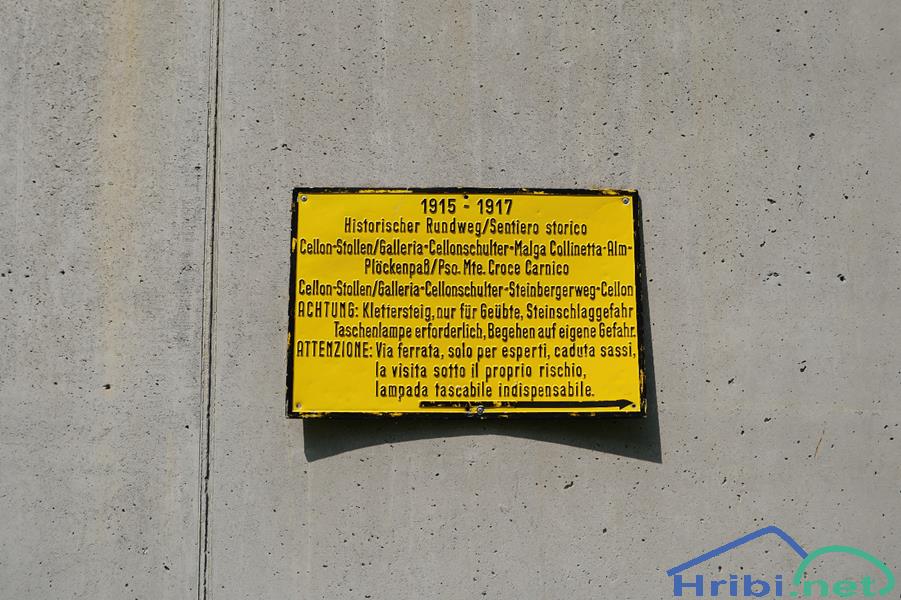 1915 - 1917
Historischer Rundweg/Sentiero storico
Cellon-Stollen/Galleria-Cellonschulter-Malga Collinetta-Alm-
Plöckenpaß/Pso. Mte. Croce Carnico
Cellon-Stollen/Galleria-Cellonschulter-Steinbergerweg-Cellon
ACHTUNG: Klettersteig, nur für Geübte, Steinschlaggefahr
Taschenlampe erforderlich, Begehen auf eigene Gefahr.
ATTENZIONE: Via ferrata, solo per esperti, caduta sassi,
la visita sotto il proprio rischio,
lampada tascabile indispensabile.
Hribi.net